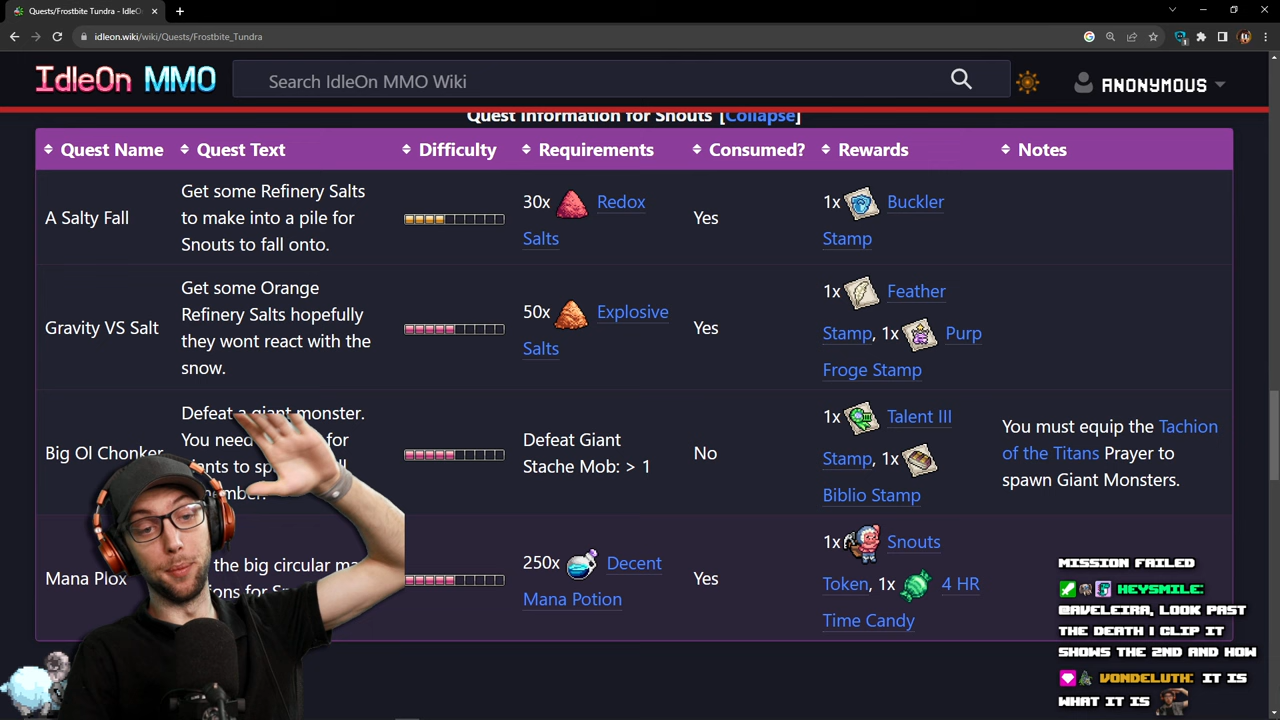 Quests/Frostbite Tundra - IdleOn
idleon.wiki/wiki/Quests/Frostbite_Tundra
IdleOn MMO
Search IdleOn MMO Wiki
ANONYMOUS
Quest Information for Snouts [Collapse]
Quest Name Quest Text Difficulty Requirements Consumed? Rewards Notes
A Salty Fall
Get some Refinery Salts
to make into a pile for
Snouts to fall onto.
30x Redox
Salts
Yes
1x Buckler
Stamp
Gravity VS Salt
Get some Orange
Refinery Salts hopefully
they wont react with the
snow.
50x Explosive
Salts
Yes
1x Feather
Stamp, 1x Purp
Froge Stamp
Big Ol Chonker
Defeat a giant monster.
You need for
to
Defeat Giant
Stache Mob: > 1
No
1x Talent III
Stamp, 1x
Biblio Stamp
You must equip the Tachion
of the Titans Prayer to
spawn Giant Monsters.
Mana Plox
the big circular
for
250x Decent
Mana Potion
Yes
1x Snouts
Token, 1x 4 HR
Time Candy
MISSION FAILED
HEYSMILE:
@AVELEIRA, LOOK PAST
THE DEATH I CLIP IT
SHOWS THE 2ND AND HOW
VONDELUTH: IT IS
WHAT IT IS